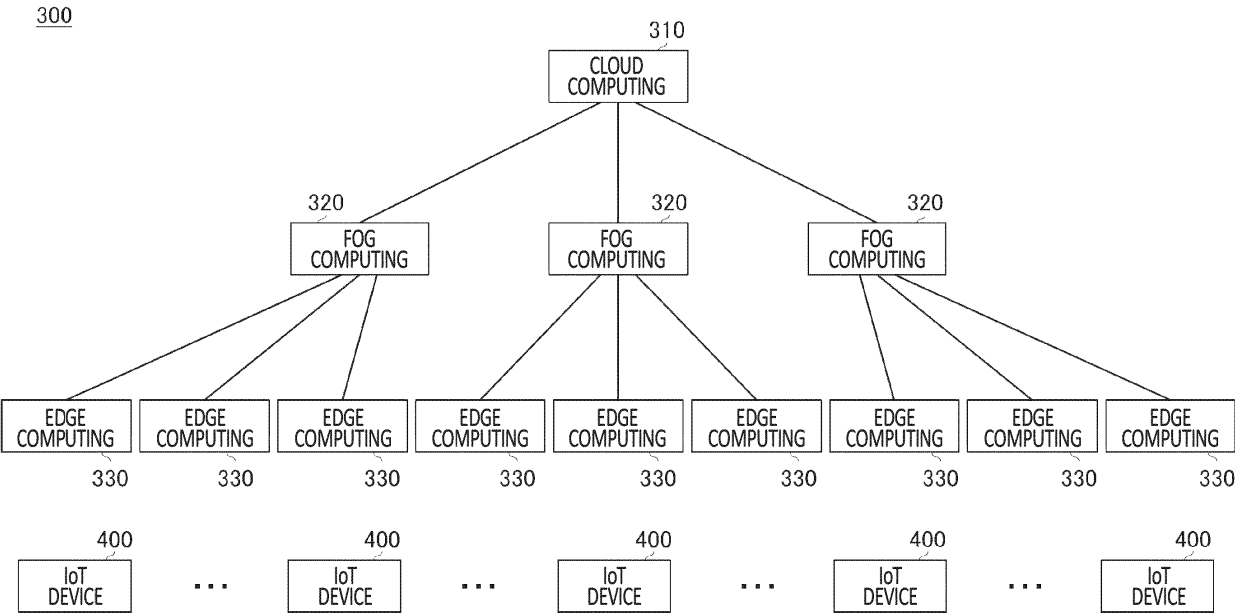 300
310
CLOUD
COMPUTING
320
320
320
FOG
COMPUTING
FOG
COMPUTING
FOG
COMPUTING
EDGE
COMPUTING
EDGE
COMPUTING
EDGE
COMPUTING
EDGE
COMPUTING
EDGE
COMPUTING
EDGE
COMPUTING
EDGE
COMPUTING
EDGE
COMPUTING
EDGE
COMPUTING
330
330
330
330
330
330
330
330
330
400
400
400
400
400
IoT
DEVICE
...
IoT
DEVICE
...
IoT
DEVICE
...
IoT
DEVICE
...
IoT
DEVICE